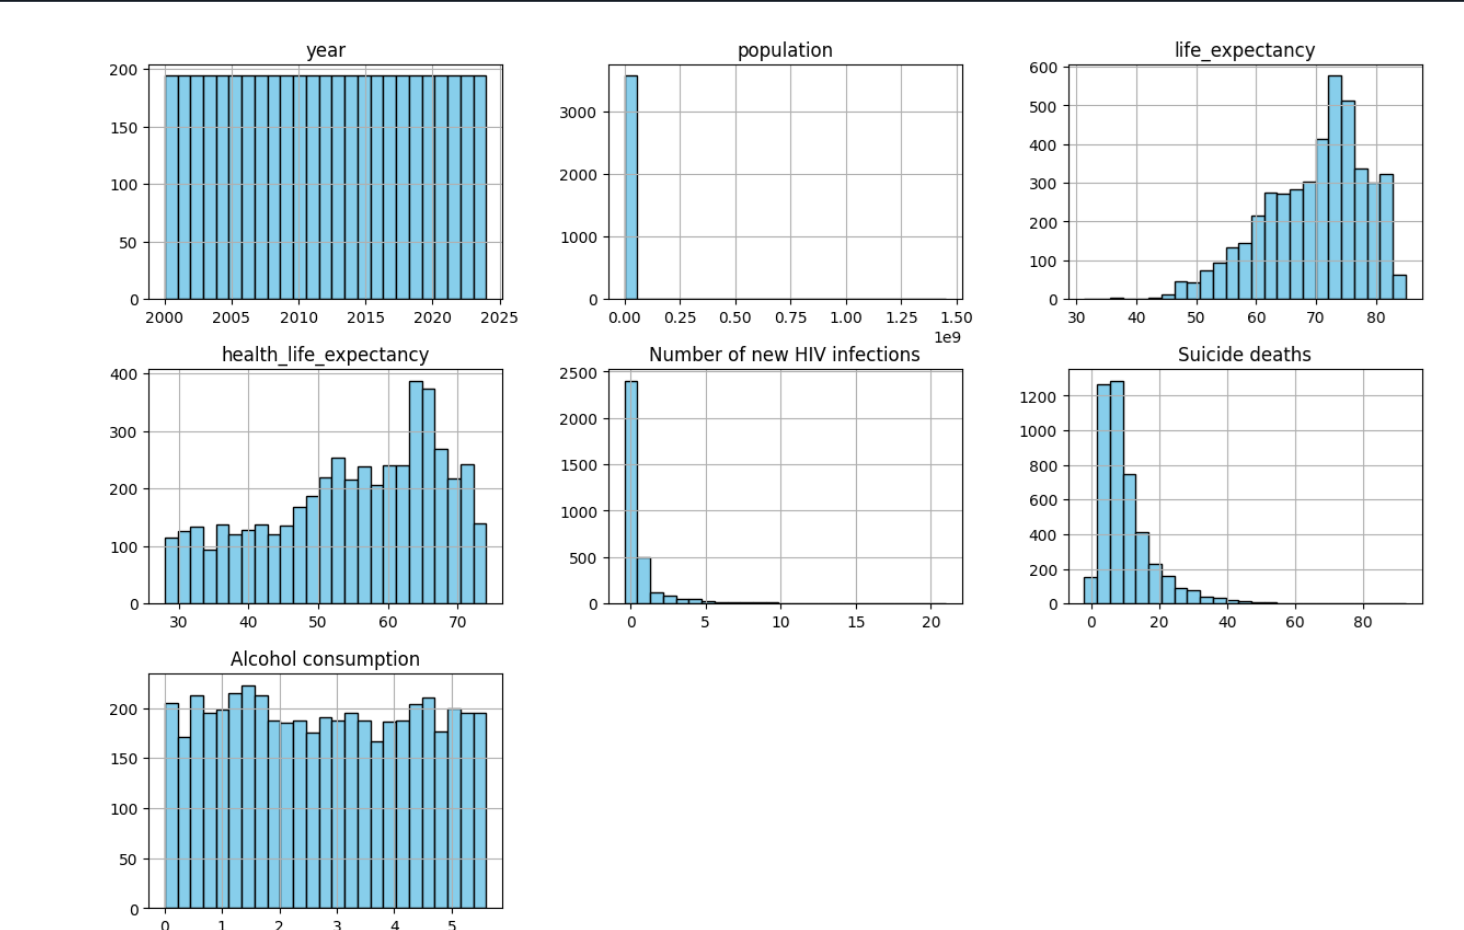 year
200
150
100
50
0
2000 2005 2010 2015 2020 2025
population
3000
2000
1000
0
0.00 0.25 0.50 0.75 1.00 1.25 1.50
1e9
life_expectancy
600
500
400
300
200
100
0
30 40 50 60 70 80
health_life_expectancy
400
300
200
100
0
30 40 50 60 70
Number of new HIV infections
2500
2000
1500
1000
500
0
0 5 10 15 20
Suicide deaths
1200
1000
800
600
400
200
0
0 20 40 60 80
Alcohol consumption
200
150
100
50
0
0 1 2 3 4 5